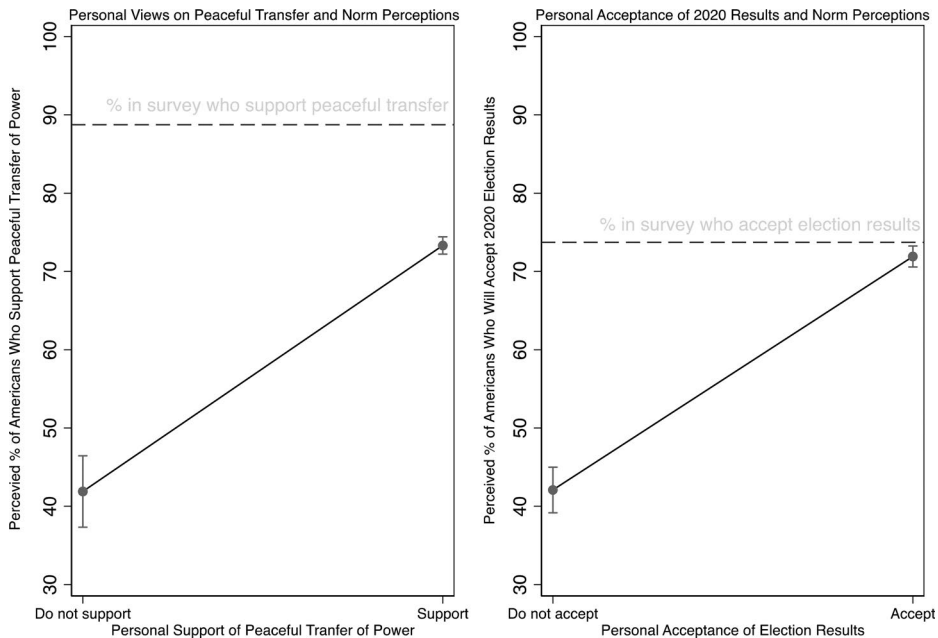 Personal Views on Peaceful Transfer and Norm Perceptions
Percevied % of Americans Who Support Peaceful Transfer of Power
100
90
80
70
60
50
40
30
% in survey who support peaceful transfer
Do not support
Support
Personal Support of Peaceful Tranfer of Power
Personal Acceptance of 2020 Results and Norm Perceptions
Perceived % of Americans Who Will Accept 2020 Election Results
100
90
80
70
60
50
40
30
% in survey who accept election results
Do not accept
Accept
Personal Acceptance of Election Results